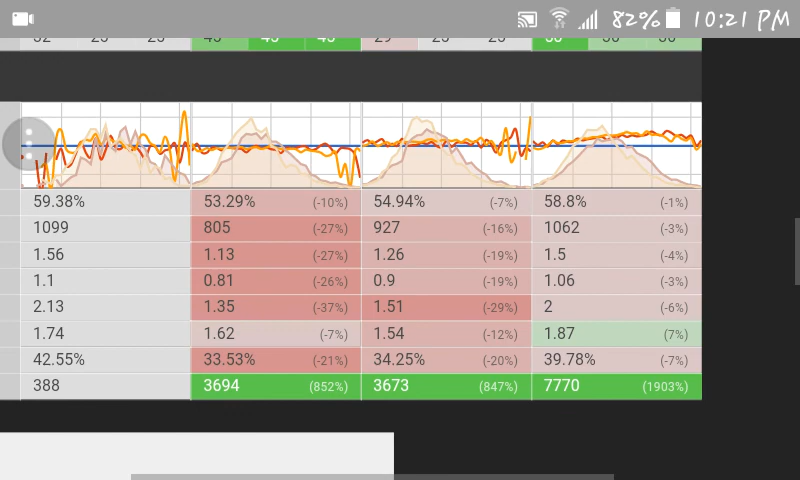 82% 10:21 PM
59.38% 53.29% (-10%) 54.94% (-7%) 58.8% (-1%)
1099 805 (-27%) 927 (-16%) 1062 (-3%)
1.56 1.13 (-27%) 1.26 (-19%) 1.5 (-4%)
1.1 0.81 (-26%) 0.9 (-19%) 1.06 (-3%)
2.13 1.35 (-37%) 1.51 (-29%) 2 (-6%)
1.74 1.62 (-7%) 1.54 (-12%) 1.87 (7%)
42.55% 33.53% (-21%) 34.25% (-20%) 39.78% (-7%)
388 3694 (852%) 3673 (847%) 7770 (1903%)